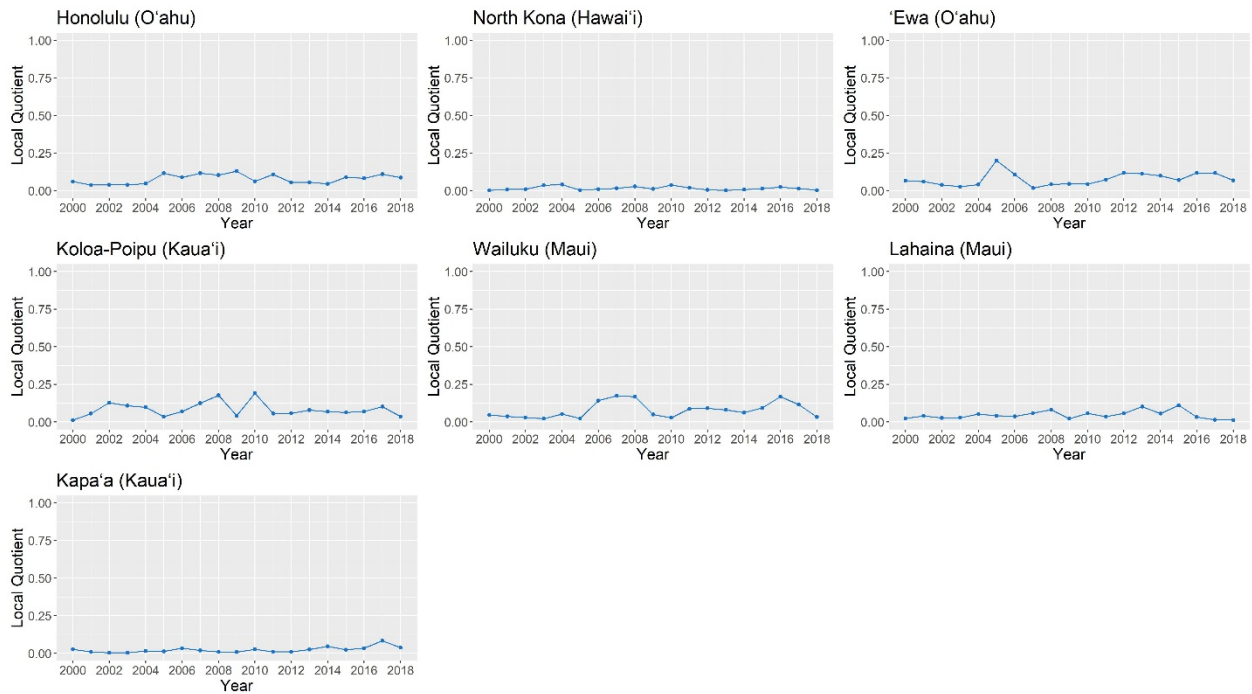 Honolulu (Oʻahu)
1.00
0.75
0.50
0.25
0.00
Local Quotient
2000 2002 2004 2006 2008 2010 2012 2014 2016 2018
Year
North Kona (Hawaiʻi)
1.00
0.75
0.50
0.25
0.00
Local Quotient
2000 2002 2004 2006 2008 2010 2012 2014 2016 2018
Year
ʻEwa (Oʻahu)
1.00
0.75
0.50
0.25
0.00
Local Quotient
2000 2002 2004 2006 2008 2010 2012 2014 2016 2018
Year
Koloa-Poipu (Kauaʻi)
1.00
0.75
0.50
0.25
0.00
Local Quotient
2000 2002 2004 2006 2008 2010 2012 2014 2016 2018
Year
Wailuku (Maui)
1.00
0.75
0.50
0.25
0.00
Local Quotient
2000 2002 2004 2006 2008 2010 2012 2014 2016 2018
Year
Lahaina (Maui)
1.00
0.75
0.50
0.25
0.00
Local Quotient
2000 2002 2004 2006 2008 2010 2012 2014 2016 2018
Year
Kapaʻa (Kauaʻi)
1.00
0.75
0.50
0.25
0.00
Local Quotient
2000 2002 2004 2006 2008 2010 2012 2014 2016 2018
Year